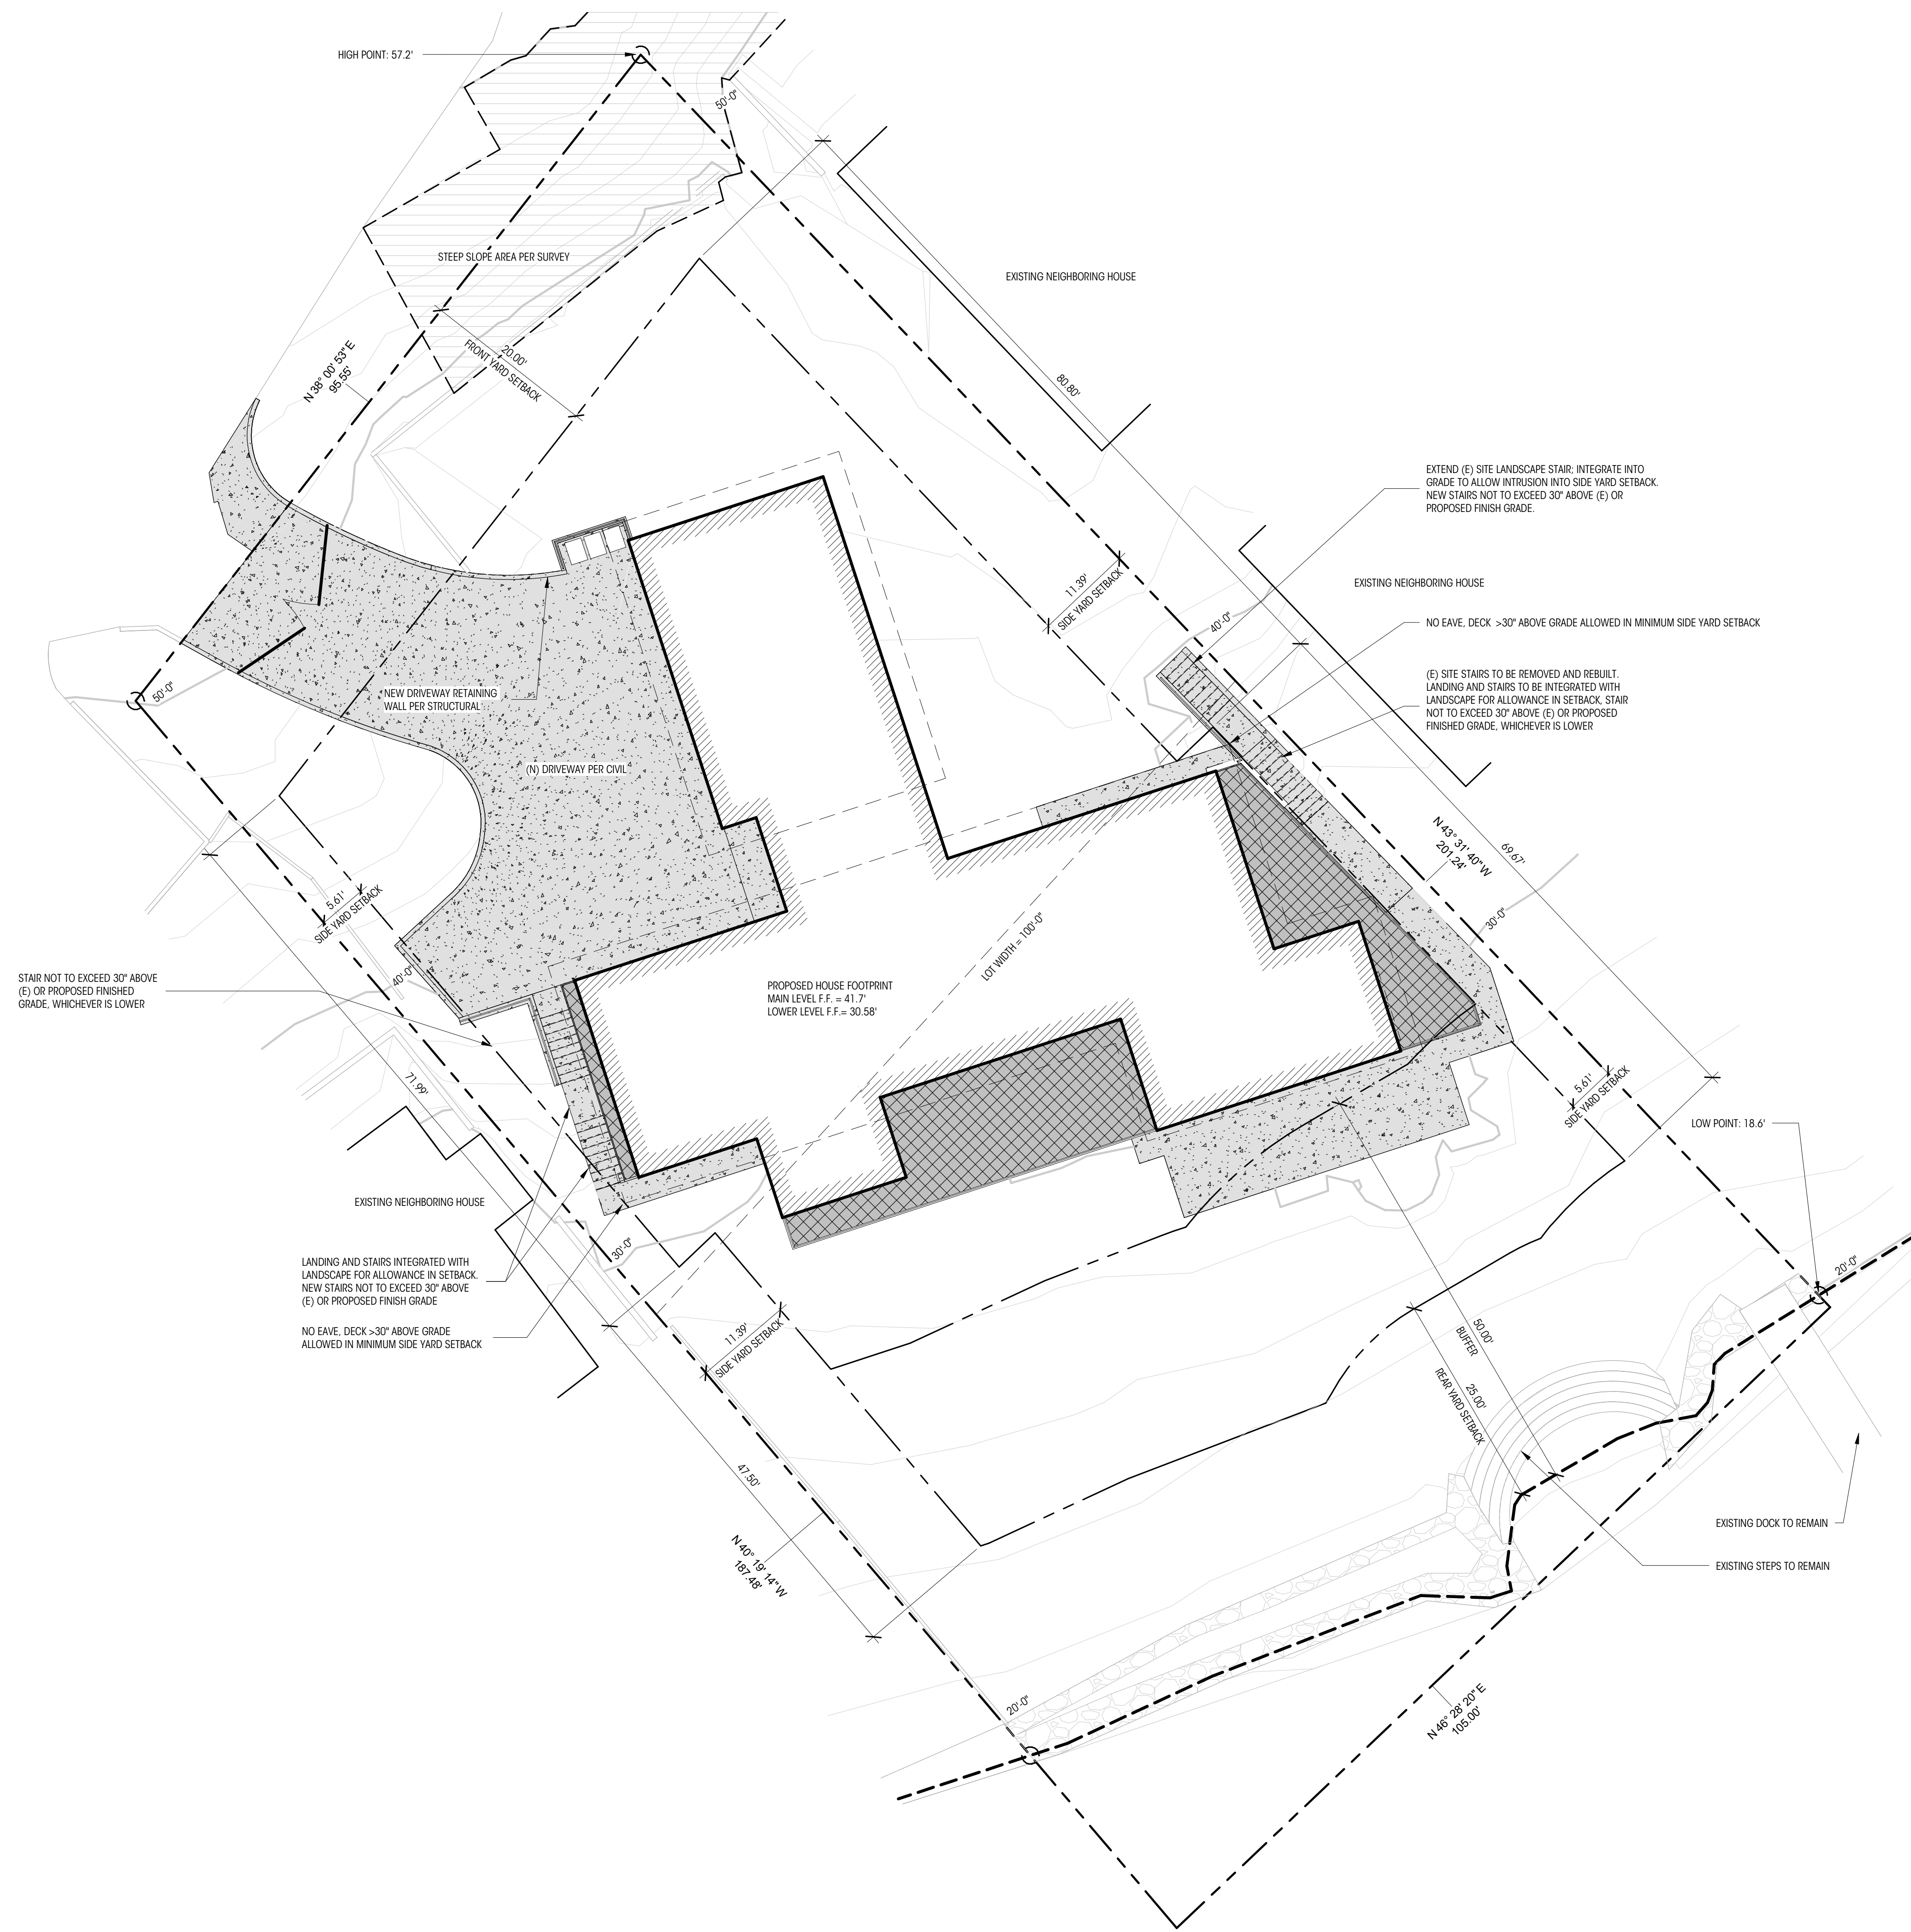 HIGH POINT: 57.2'
50'-0"
STEEP SLOPE AREA PER SURVEY
EXISTING NEIGHBORING HOUSE
20.00'
FRONT YARD SETBACK
N 38° 00' 53" E
95.55'
80.80'
EXTEND (E) SITE LANDSCAPE STAIR; INTEGRATE INTO
GRADE TO ALLOW INTRUSION INTO SIDE YARD SETBACK.
NEW STAIRS NOT TO EXCEED 30" ABOVE (E) OR
PROPOSED FINISH GRADE.
11.39'
SIDE YARD SETBACK
EXISTING NEIGHBORING HOUSE
40'-0"
NO EAVE, DECK >30" ABOVE GRADE ALLOWED IN MINIMUM SIDE YARD SETBACK
(E) SITE STAIRS TO BE REMOVED AND REBUILT.
LANDING AND STAIRS TO BE INTEGRATED WITH
LANDSCAPE FOR ALLOWANCE IN SETBACK, STAIR
NOT TO EXCEED 30" ABOVE (E) OR PROPOSED
FINISHED GRADE, WHICHEVER IS LOWER
50'-0"
NEW DRIVEWAY RETAINING
WALL PER STRUCTURAL
(N) DRIVEWAY PER CIVIL
N 43° 31' 40" W
201.24'
69.67'
5.61'
SIDE YARD SETBACK
30'-0"
LOT WIDTH = 100'-0"
40'-0"
STAIR NOT TO EXCEED 30" ABOVE
(E) OR PROPOSED FINISHED
GRADE, WHICHEVER IS LOWER
PROPOSED HOUSE FOOTPRINT
MAIN LEVEL F.F. = 41.7'
LOWER LEVEL F.F.= 30.58'
71.99'
5.61'
SIDE YARD SETBACK
LOW POINT: 18.6'
EXISTING NEIGHBORING HOUSE
30'-0"
20'-0"
LANDING AND STAIRS INTEGRATED WITH
LANDSCAPE FOR ALLOWANCE IN SETBACK.
NEW STAIRS NOT TO EXCEED 30" ABOVE
(E) OR PROPOSED FINISH GRADE
NO EAVE, DECK >30" ABOVE GRADE
ALLOWED IN MINIMUM SIDE YARD SETBACK
11.39'
SIDE YARD SETBACK
50.00'
BUFFER
25.00'
REAR YARD SETBACK
47.50'
N 40° 19' 14" W
187.48'
EXISTING DOCK TO REMAIN
EXISTING STEPS TO REMAIN
20'-0"
N 46° 28' 20" E
105.00'